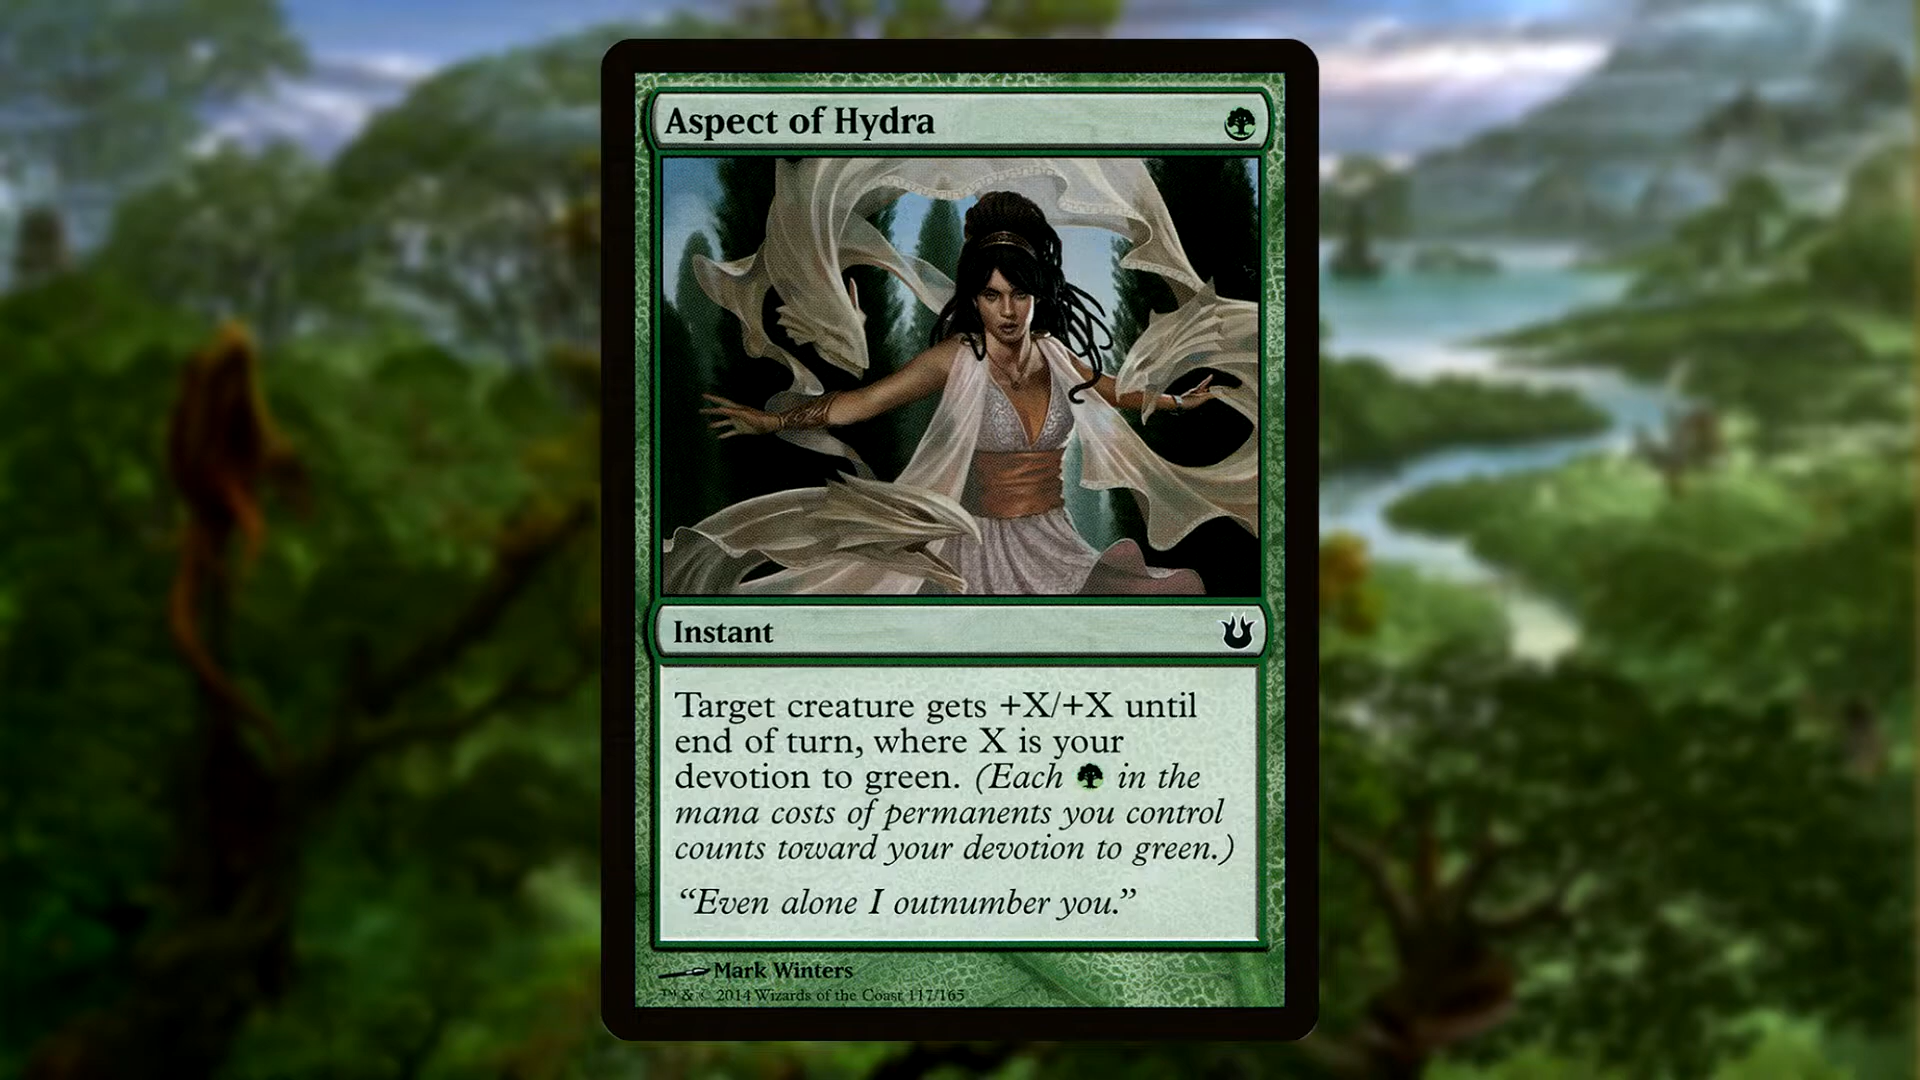 Aspect of Hydra
Instant
Target creature gets +X/+X until
end of turn, where X is your
devotion to green. (Each in the
mana costs of permanents you control
counts toward your devotion to green.)
“Even alone I outnumber you.”
Mark Winters
™ & © 2014 Wizards of the Coast 117/165